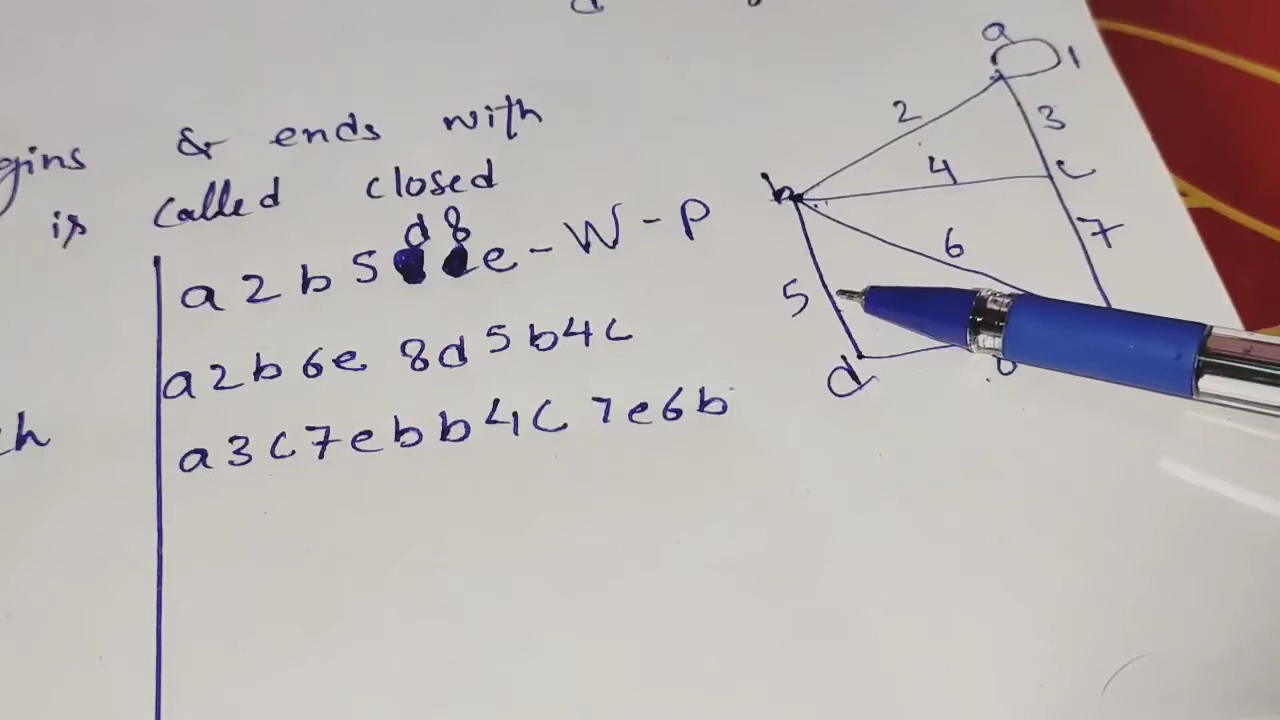 gins & ends with
is called closed
a 2 b 5 d 8 e - W - P
a 2 b 6 e 8 d 5 b 4 c
a 3 c 7 e b b 4 c 7 e 6 b
ch
a
1
2
3
b
4
c
6
7
5
d